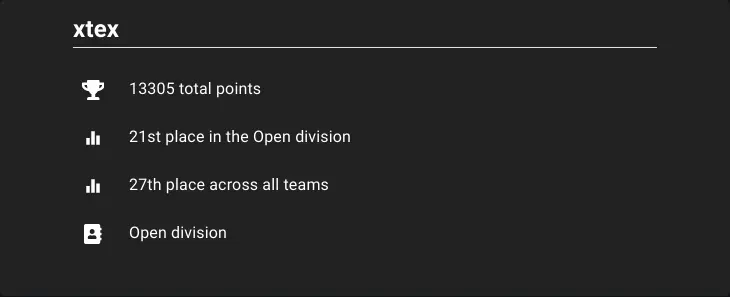 xtex
13305 total points
21st place in the Open division
27th place across all teams
Open division